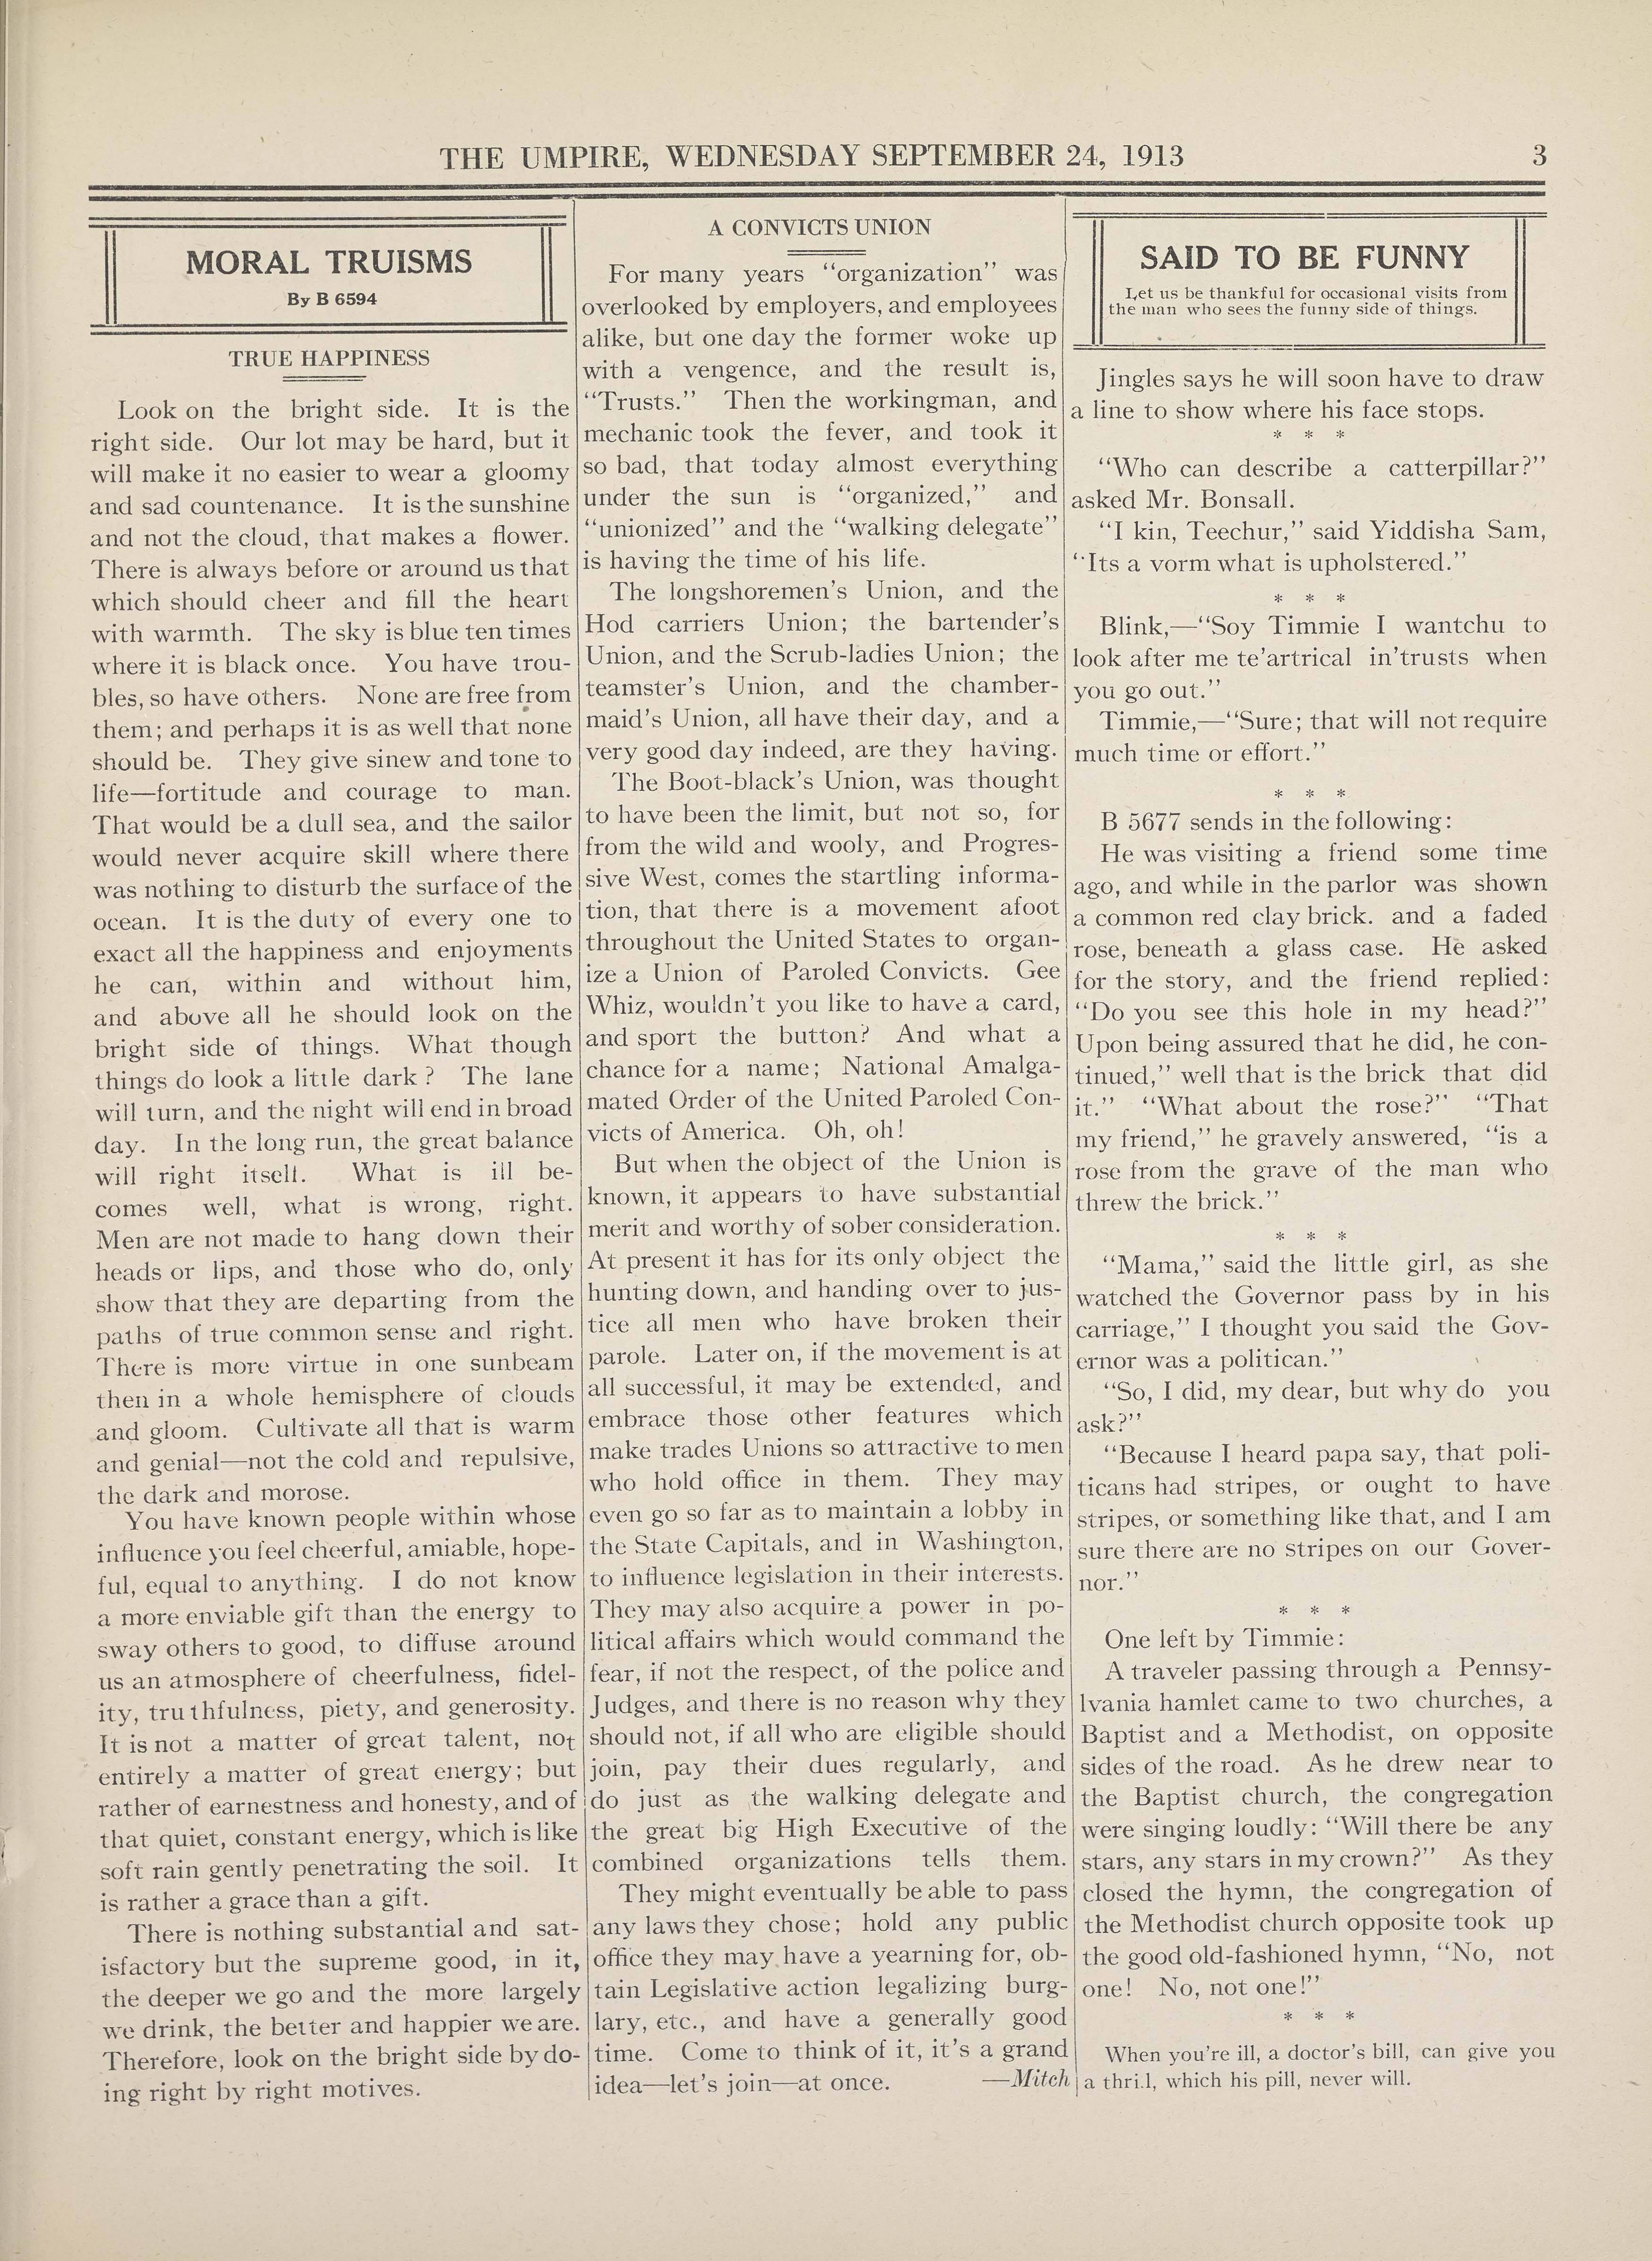 THE UMPIRE, WEDNESDAY SEPTEMBER 24, 1913
3
MORAL TRUISMS
By B 6594
TRUE HAPPINESS
Look on the bright side. It is the
right side. Our lot may be hard, but it
will make it no easier to wear a gloomy
and sad countenance. It is the sunshine
and not the cloud, that makes a flower.
There is always before or around us that
which should cheer and fill the heart
with warmth. The sky is blue ten times
where it is black once. You have trou-
bles, so have others. None are free from
them; and perhaps it is as well that none
should be. They give sinew and tone to
life—fortitude and courage to man.
That would be a dull sea, and the sailor
would never acquire skill where there
was nothing to disturb the surface of the
ocean. It is the duty of every one to
exact all the happiness and enjoyments
he can, within and without him,
and above all he should look on the
bright side of things. What though
things do look a little dark? The lane
will turn, and the night will end in broad
day. In the long run, the great balance
will right itself. What is ill be-
comes well, what is wrong, right.
Men are not made to hang down their
heads or lips, and those who do, only
show that they are departing from the
paths of true common sense and right.
There is more virtue in one sunbeam
then in a whole hemisphere of clouds
and gloom. Cultivate all that is warm
and genial—not the cold and repulsive,
the dark and morose.
You have known people within whose
influence you feel cheerful, amiable, hope-
ful, equal to anything. I do not know
a more enviable gift than the energy to
sway others to good, to diffuse around
us an atmosphere of cheerfulness, fidel-
ity, truthfulness, piety, and generosity.
It is not a matter of great talent, not
entirely a matter of great energy; but
rather of earnestness and honesty, and of
that quiet, constant energy, which is like
soft rain gently penetrating the soil. It
is rather a grace than a gift.
There is nothing substantial and sat-
isfactory but the supreme good, in it,
the deeper we go and the more largely
we drink, the better and happier we are.
Therefore, look on the bright side by do-
ing right by right motives.
A CONVICTS UNION
For many years "organization" was
overlooked by employers, and employees
alike, but one day the former woke up
with a vengence, and the result is,
"Trusts." Then the workingman, and
mechanic took the fever, and took it
so bad, that today almost everything
under the sun is "organized," and
"unionized" and the "walking delegate"
is having the time of his life.
The longshoremen's Union, and the
Hod carriers Union; the bartender's
Union, and the Scrub-ladies Union; the
teamster's Union, and the chamber-
maid's Union, all have their day, and a
very good day indeed, are they having.
The Boot-black's Union, was thought
to have been the limit, but not so, for
from the wild and wooly, and Progres-
sive West, comes the startling informa-
tion, that there is a movement afoot
throughout the United States to organ-
ize a Union of Paroled Convicts. Gee
Whiz, wouldn't you like to have a card,
and sport the button? And what a
chance for a name; National Amalga-
mated Order of the United Paroled Con-
victs of America. Oh, oh!
But when the object of the Union is
known, it appears to have substantial
merit and worthy of sober consideration.
At present it has for its only object the
hunting down, and handing over to jus-
tice all men who have broken their
parole. Later on, if the movement is at
all successful, it may be extended, and
embrace those other features which
make trades Unions so attractive to men
who hold office in them. They may
even go so far as to maintain a lobby in
the State Capitals, and in Washington,
to influence legislation in their interests.
They may also acquire a power in po-
litical affairs which would command the
fear, if not the respect, of the police and
Judges, and there is no reason why they
should not, if all who are eligible should
join, pay their dues regularly, and
do just as the walking delegate and
the great big High Executive of the
combined organizations tells them.
They might eventually be able to pass
any laws they chose; hold any public
office they may have a yearning for, ob-
tain Legislative action legalizing burg-
lary, etc., and have a generally good
time. Come to think of it, it's a grand
idea—let's join—at once. —Mitch
SAID TO BE FUNNY
Let us be thankful for occasional visits from
the man who sees the funny side of things.
Jingles says he will soon have to draw
a line to show where his face stops.
* * *
"Who can describe a catterpillar?"
asked Mr. Bonsall.
"I kin, Teechur," said Yiddisha Sam,
"Its a vorm what is upholstered."
* * *
Blink,—"Soy Timmie I wantchu to
look after me te'artrical in'trusts when
you go out."
Timmie,—"Sure; that will not require
much time or effort."
* * *
B 5677 sends in the following:
He was visiting a friend some time
ago, and while in the parlor was shown
a common red clay brick. and a faded
rose, beneath a glass case. He asked
for the story, and the friend replied:
"Do you see this hole in my head?"
Upon being assured that he did, he con-
tinued," well that is the brick that did
it." "What about the rose?" "That
my friend," he gravely answered, "is a
rose from the grave of the man who
threw the brick."
* * *
"Mama," said the little girl, as she
watched the Governor pass by in his
carriage," I thought you said the Gov-
ernor was a politican."
"So, I did, my dear, but why do you
ask?"
"Because I heard papa say, that poli-
ticans had stripes, or ought to have
stripes, or something like that, and I am
sure there are no stripes on our Gover-
nor."
* * *
One left by Timmie:
A traveler passing through a Pennsy-
lvania hamlet came to two churches, a
Baptist and a Methodist, on opposite
sides of the road. As he drew near to
the Baptist church, the congregation
were singing loudly: "Will there be any
stars, any stars in my crown?" As they
closed the hymn, the congregation of
the Methodist church opposite took up
the good old-fashioned hymn, "No, not
one! No, not one!"
* * *
When you're ill, a doctor's bill, can give you
a thrill, which his pill, never will.